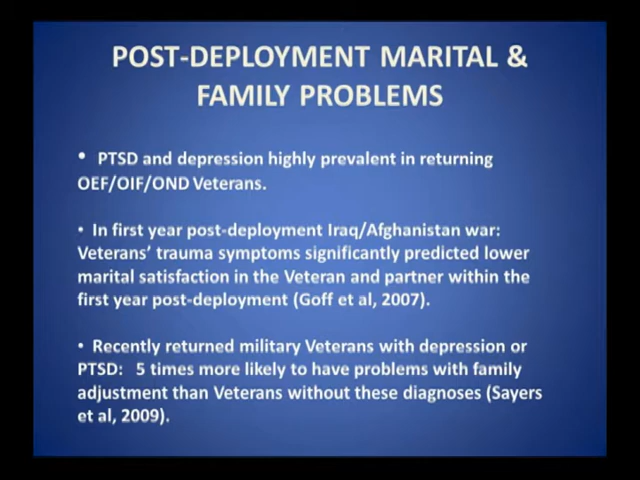 POST-DEPLOYMENT MARITAL &
FAMILY PROBLEMS
• PTSD and depression highly prevalent in returning
OEF/OIF/OND Veterans.
• In first year post-deployment Iraq/Afghanistan war:
Veterans’ trauma symptoms significantly predicted lower
marital satisfaction in the Veteran and partner within the
first year post-deployment (Goff et al, 2007).
• Recently returned military Veterans with depression or
PTSD: 5 times more likely to have problems with family
adjustment than Veterans without these diagnoses (Sayers
et al, 2009).